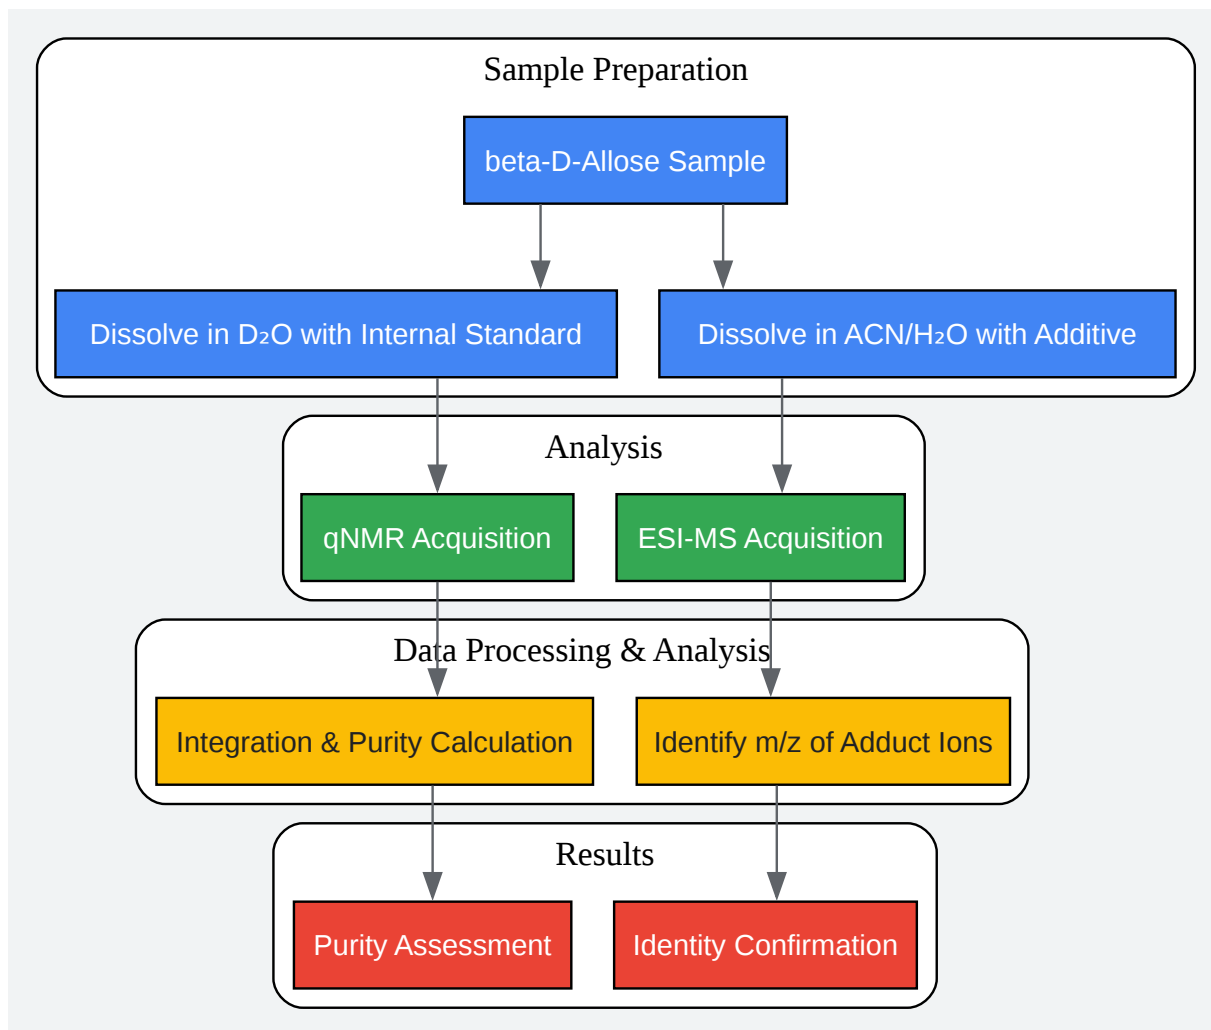 Sample Preparation
beta-D-Allose Sample
Dissolve in D₂O with Internal Standard
Dissolve in ACN/H₂O with Additive
Analysis
qNMR Acquisition
ESI-MS Acquisition
Data Processing & Analysis
Integration & Purity Calculation
Identify m/z of Adduct Ions
Results
Purity Assessment
Identity Confirmation